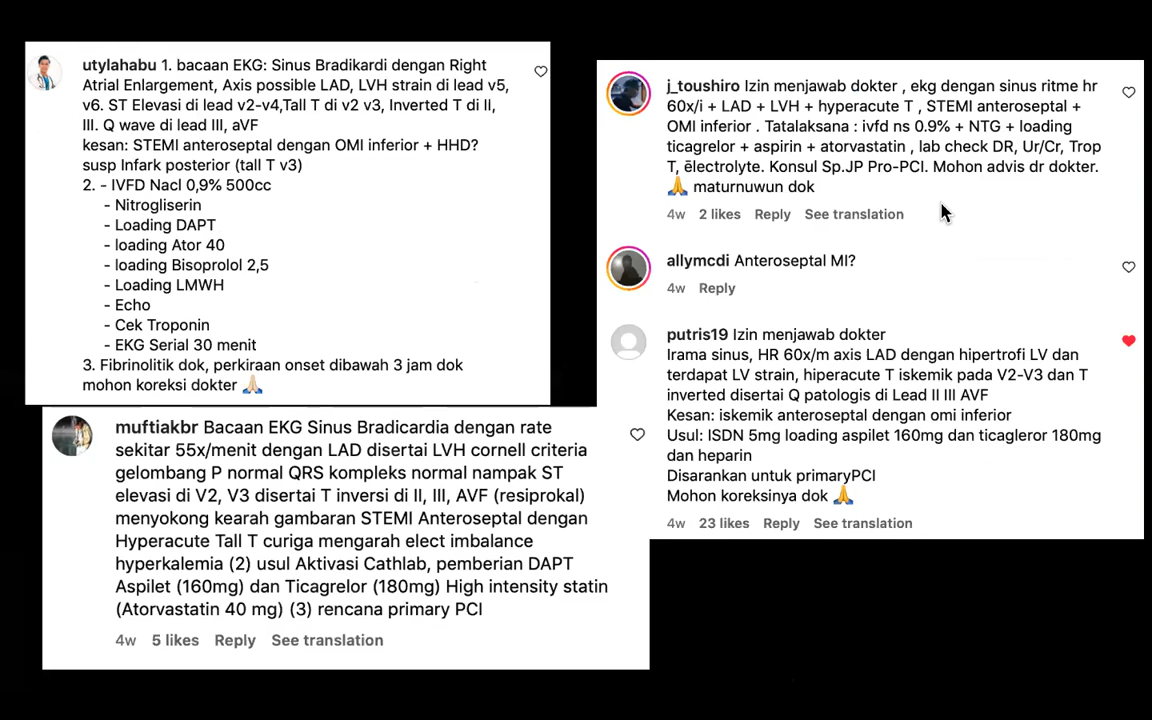 utylahabu 1. bacaan EKG: Sinus Bradikardi dengan Right
Atrial Enlargement, Axis possible LAD, LVH strain di lead v5,
v6. ST Elevasi di lead v2-v4,Tall T di v2 v3, Inverted T di II,
III. Q wave di lead III, aVF
kesan: STEMI anteroseptal dengan OMI inferior + HHD?
susp Infark posterior (tall T v3)
2. - IVFD Nacl 0,9% 500cc
- Nitrogliserin
- Loading DAPT
- loading Ator 40
- loading Bisoprolol 2,5
- Loading LMWH
- Echo
- Cek Troponin
- EKG Serial 30 menit
3. Fibrinolitik dok, perkiraan onset dibawah 3 jam dok
mohon koreksi dokter 🙏🏻
muftiakbr Bacaan EKG Sinus Bradicardia dengan rate
sekitar 55x/menit dengan LAD disertai LVH cornell criteria
gelombang P normal QRS kompleks normal nampak ST
elevasi di V2, V3 disertai T inversi di II, III, AVF (resiprokal)
menyokong kearah gambaran STEMI Anteroseptal dengan
Hyperacute Tall T curiga mengarah elect imbalance
hyperkalemia (2) usul Aktivasi Cathlab, pemberian DAPT
Aspilet (160mg) dan Ticagrelor (180mg) High intensity statin
(Atorvastatin 40 mg) (3) rencana primary PCI
4w 5 likes Reply See translation
j_toushiro Izin menjawab dokter , ekg dengan sinus ritme hr
60x/i + LAD + LVH + hyperacute T , STEMI anteroseptal +
OMI inferior . Tatalaksana : ivfd ns 0.9% + NTG + loading
ticagrelor + aspirin + atorvastatin , lab check DR, Ur/Cr, Trop
T, ēlectrolyte. Konsul Sp.JP Pro-PCI. Mohon advis dr dokter.
🙏 maturnuwun dok
4w 2 likes Reply See translation
allymcdi Anteroseptal MI?
4w Reply
putris19 Izin menjawab dokter
Irama sinus, HR 60x/m axis LAD dengan hipertrofi LV dan
terdapat LV strain, hiperacute T iskemik pada V2-V3 dan T
inverted disertai Q patologis di Lead II III AVF
Kesan: iskemik anteroseptal dengan omi inferior
Usul: ISDN 5mg loading aspilet 160mg dan ticagleror 180mg
dan heparin
Disarankan untuk primaryPCI
Mohon koreksinya dok 🙏
4w 23 likes Reply See translation